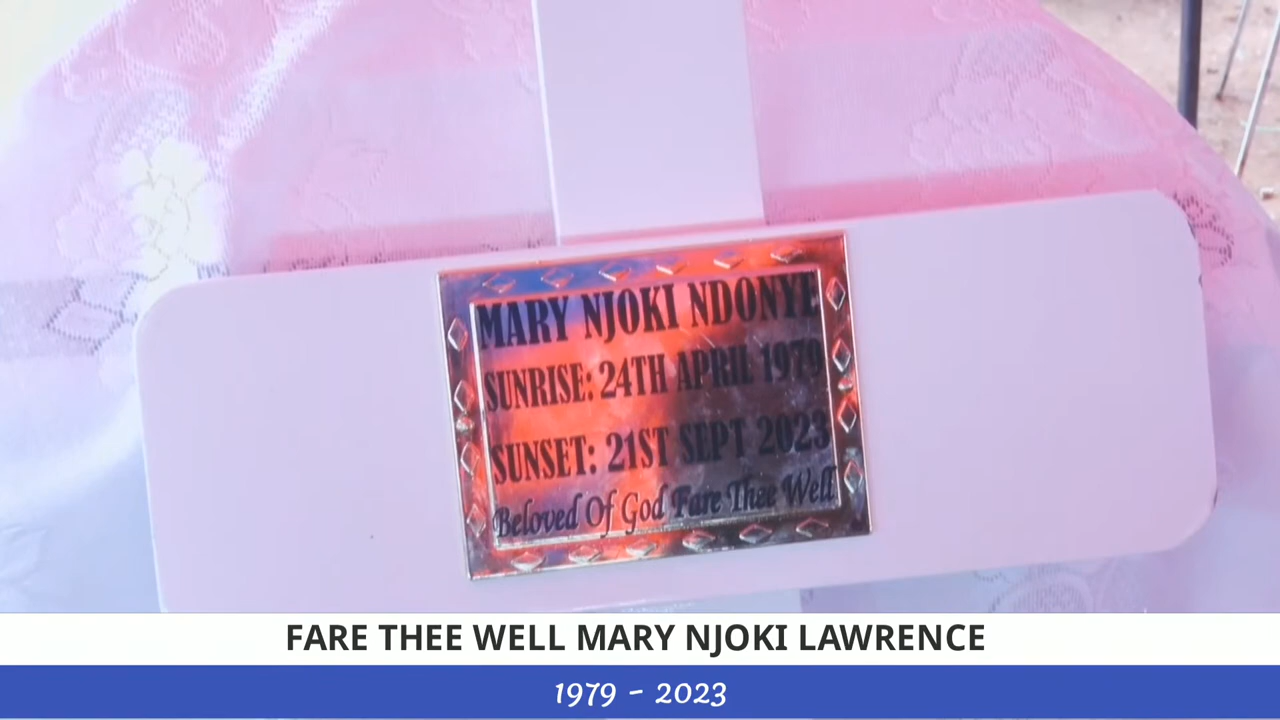 MARY NJOKI NDONYE
SUNRISE: 24TH APRIL 1979
SUNSET: 21ST SEPT 2023
Beloved Of God Fare Thee Well
FARE THEE WELL MARY NJOKI LAWRENCE
1979 - 2023